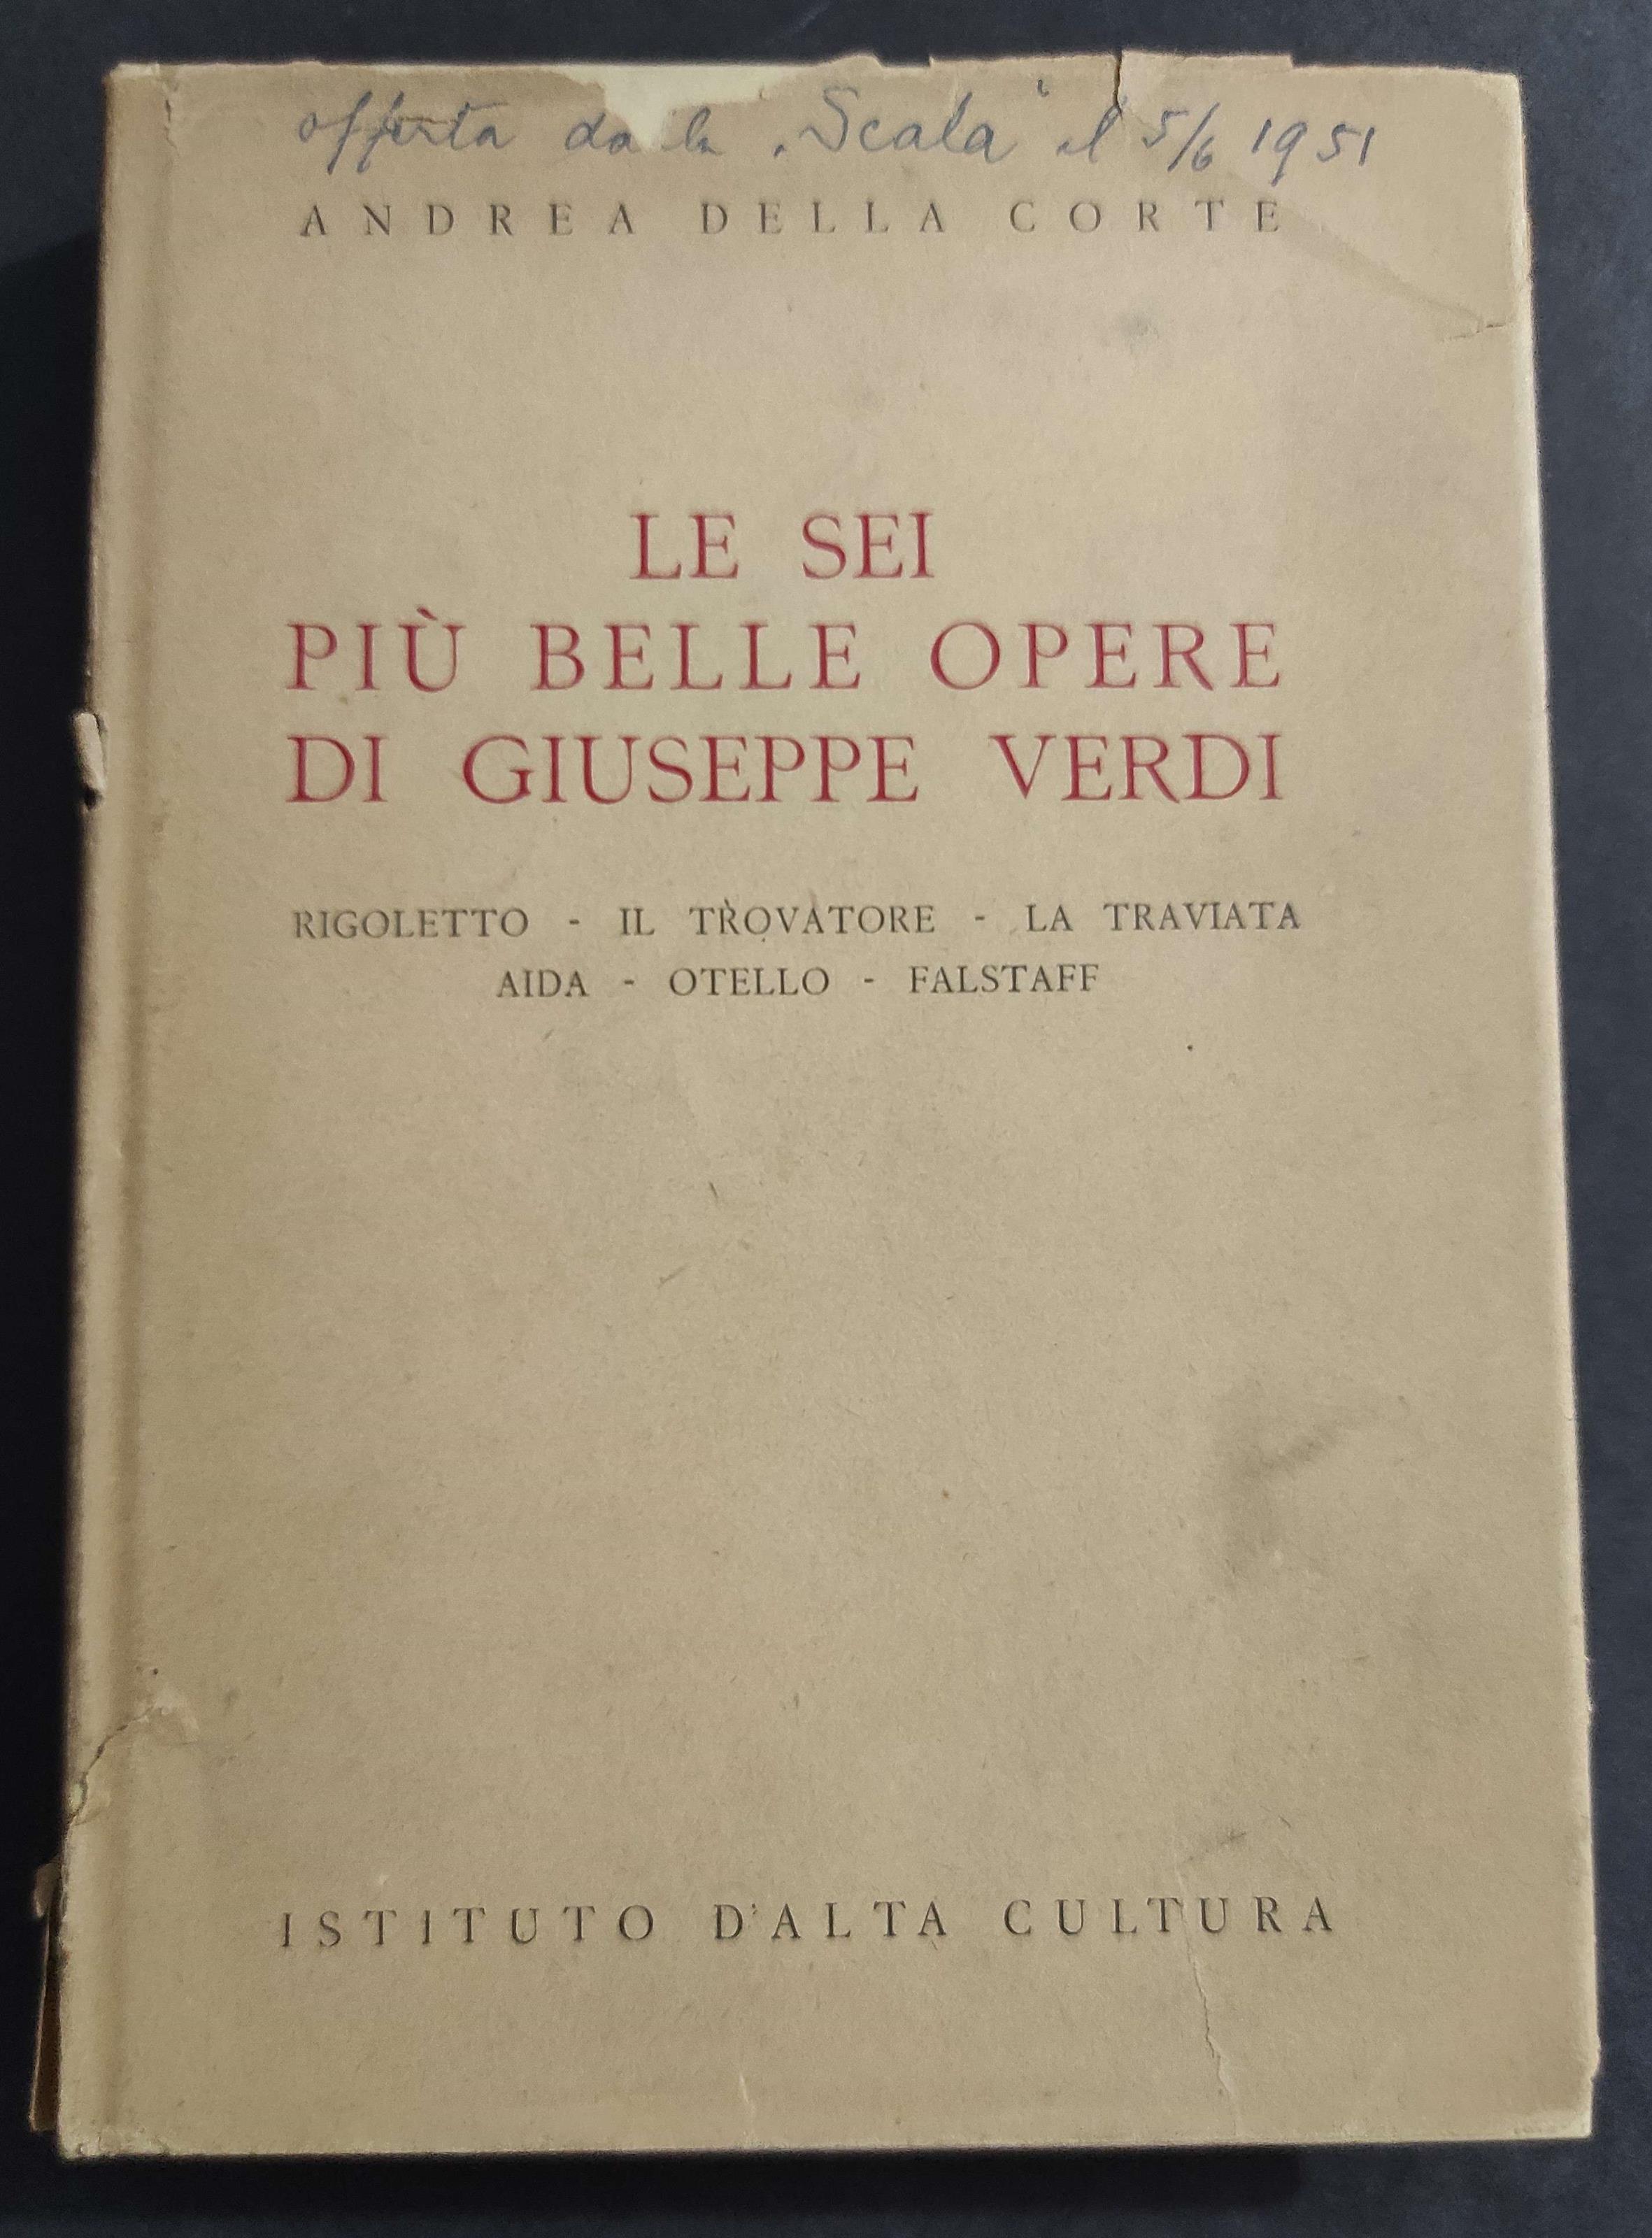 offerta dalla "Scala" il 5/6 1951
ANDREA DELLA CORTE
LE SEI
PIÙ BELLE OPERE
DI GIUSEPPE VERDI
RIGOLETTO - IL TROVATORE - LA TRAVIATA
AIDA - OTELLO - FALSTAFF
ISTITUTO D'ALTA CULTURA